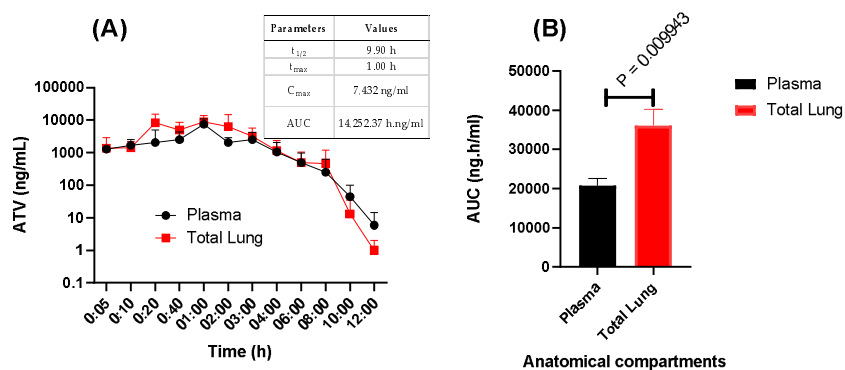 (A)
Parameters Values
t1/2 9.90 h
tmax 1.00 h
Cmax 7,432 ng/ml
AUC 14,252.37 h.ng/ml
ATV (ng/mL)
100000
10000
1000
100
10
1
0.1
Plasma
Total Lung
0:05 0:10 0:20 0:40 01:00 02:00 03:00 04:00 06:00 08:00 10:00 12:00
Time (h)
(B)
P = 0.009943
AUC (ng.h/ml)
50000
40000
30000
20000
10000
0
Plasma
Total Lung
Plasma Total Lung
Anatomical compartments